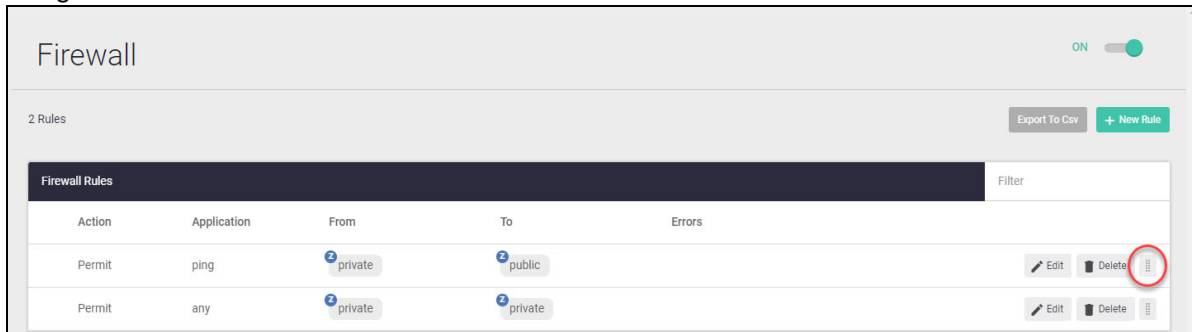 Firewall
ON
2 Rules
Export To Csv
+ New Rule
Firewall Rules
Filter
Action Application From To Errors
Permit ping Z private Z public Edit Delete
Permit any Z private Z private Edit Delete